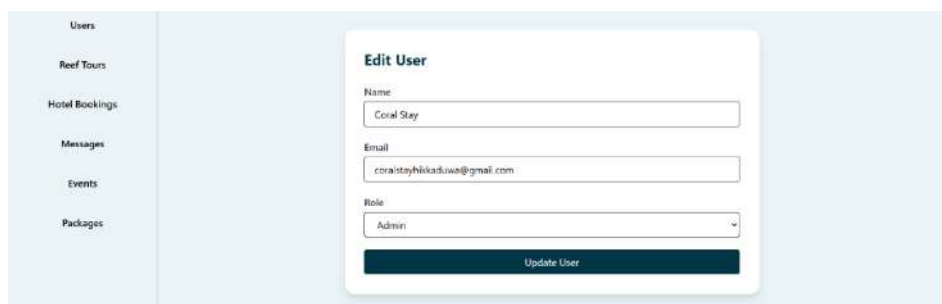 Users
Reef Tours
Hotel Bookings
Messages
Events
Packages
Edit User
Name
Coral Stay
Email
coralstayhikkaduwa@gmail.com
Role
Admin
Update User